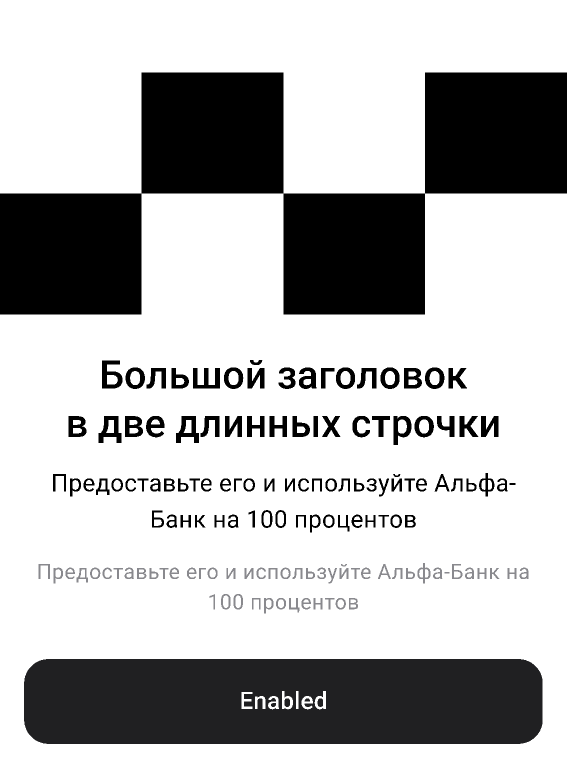 Большой заголовок
в две длинных строчки
Предоставьте его и используйте Альфа-
Банк на 100 процентов
Предоставьте его и используйте Альфа-Банк на
100 процентов
Enabled